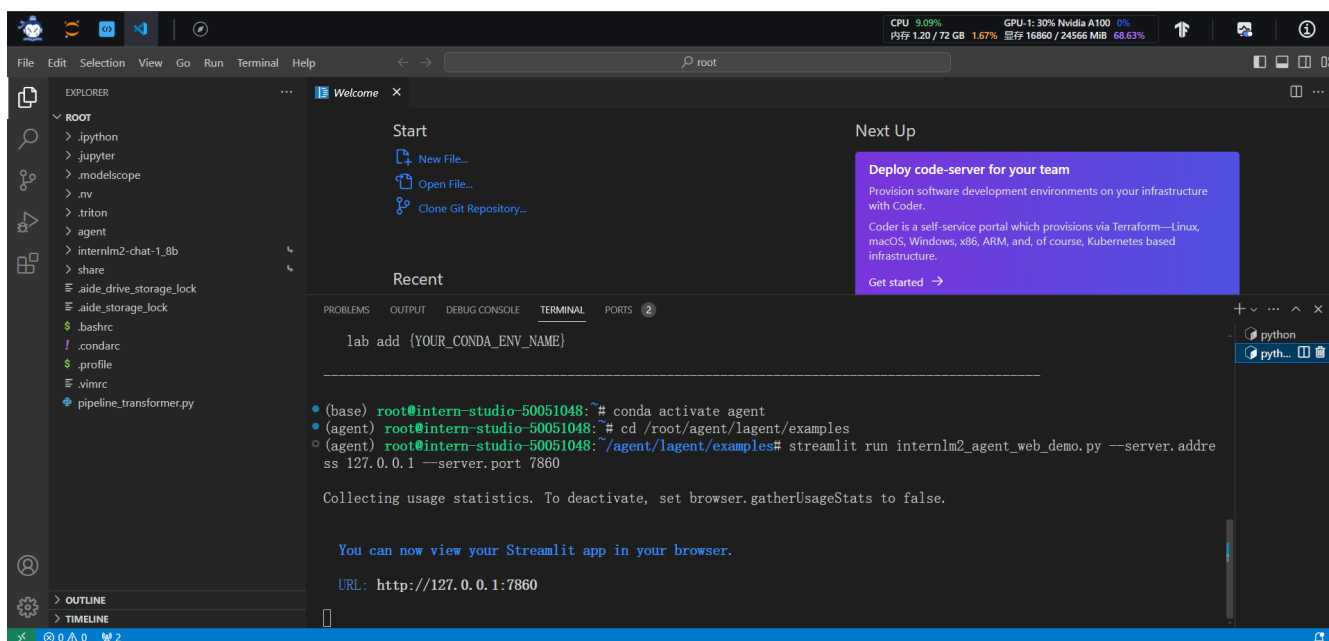 CPU 9.09% GPU-1: 30% Nvidia A100 0%
内存 1.20 / 72 GB 1.67% 显存 16860 / 24566 MiB 68.63%
File Edit Selection View Go Run Terminal Help
root
EXPLORER
Welcome
ROOT
.ipython
.jupyter
.modelscope
.nv
.triton
agent
internlm2-chat-1_8b
share
.aide_drive_storage_lock
.aide_storage_lock
.bashrc
.condarc
.profile
.vimrc
pipeline_transformer.py
OUTLINE
TIMELINE
Start
New File...
Open File...
Clone Git Repository...
Recent
Next Up
Deploy code-server for your team
Provision software development environments on your infrastructure
with Coder.
Coder is a self-service portal which provisions via Terraform—Linux,
macOS, Windows, x86, ARM, and, of course, Kubernetes based
infrastructure.
Get started →
PROBLEMS OUTPUT DEBUG CONSOLE TERMINAL PORTS 2
lab add {YOUR_CONDA_ENV_NAME}
(base) root@intern-studio-50051048:~# conda activate agent
(agent) root@intern-studio-50051048:~# cd /root/agent/lagent/examples
(agent) root@intern-studio-50051048:~/agent/lagent/examples# streamlit run internlm2_agent_web_demo.py --server.addre
ss 127.0.0.1 --server.port 7860
Collecting usage statistics. To deactivate, set browser.gatherUsageStats to false.
You can now view your Streamlit app in your browser.
URL: http://127.0.0.1:7860
python
pyth...
0 0 2